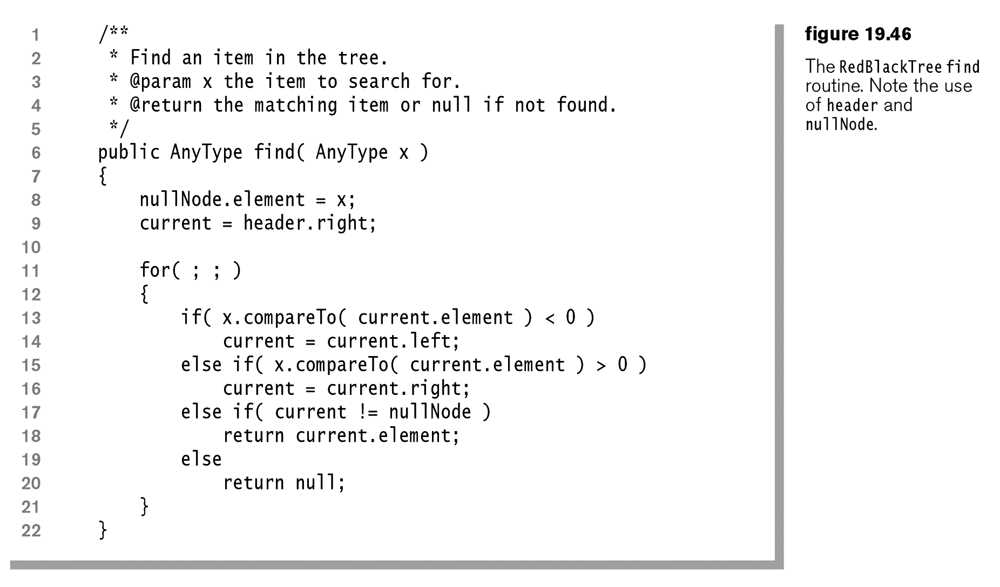 1 /**
2  * Find an item in the tree.
3  * @param x the item to search for.
4  * @return the matching item or null if not found.
5  */
6 public AnyType find( AnyType x )
7 {
8     nullNode.element = x;
9     current = header.right;
10
11     for( ; ; )
12     {
13         if( x.compareTo( current.element ) < 0 )
14             current = current.left;
15         else if( x.compareTo( current.element ) > 0 )
16             current = current.right;
17         else if( current != nullNode )
18             return current.element;
19         else
20             return null;
21     }
22 }
figure 19.46
The RedBlackTree find
routine. Note the use
of header and
nullNode.